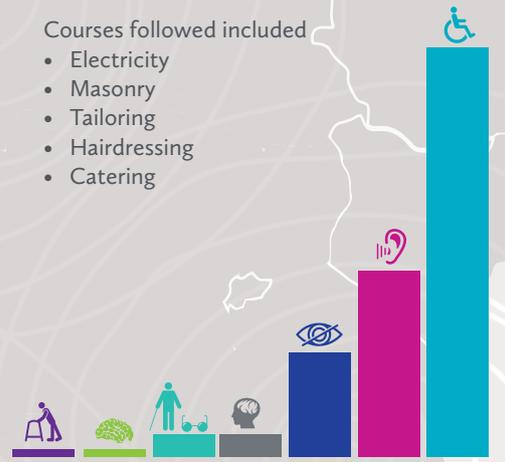 Courses followed included
• Electricity
• Masonry
• Tailoring
• Hairdressing
• Catering